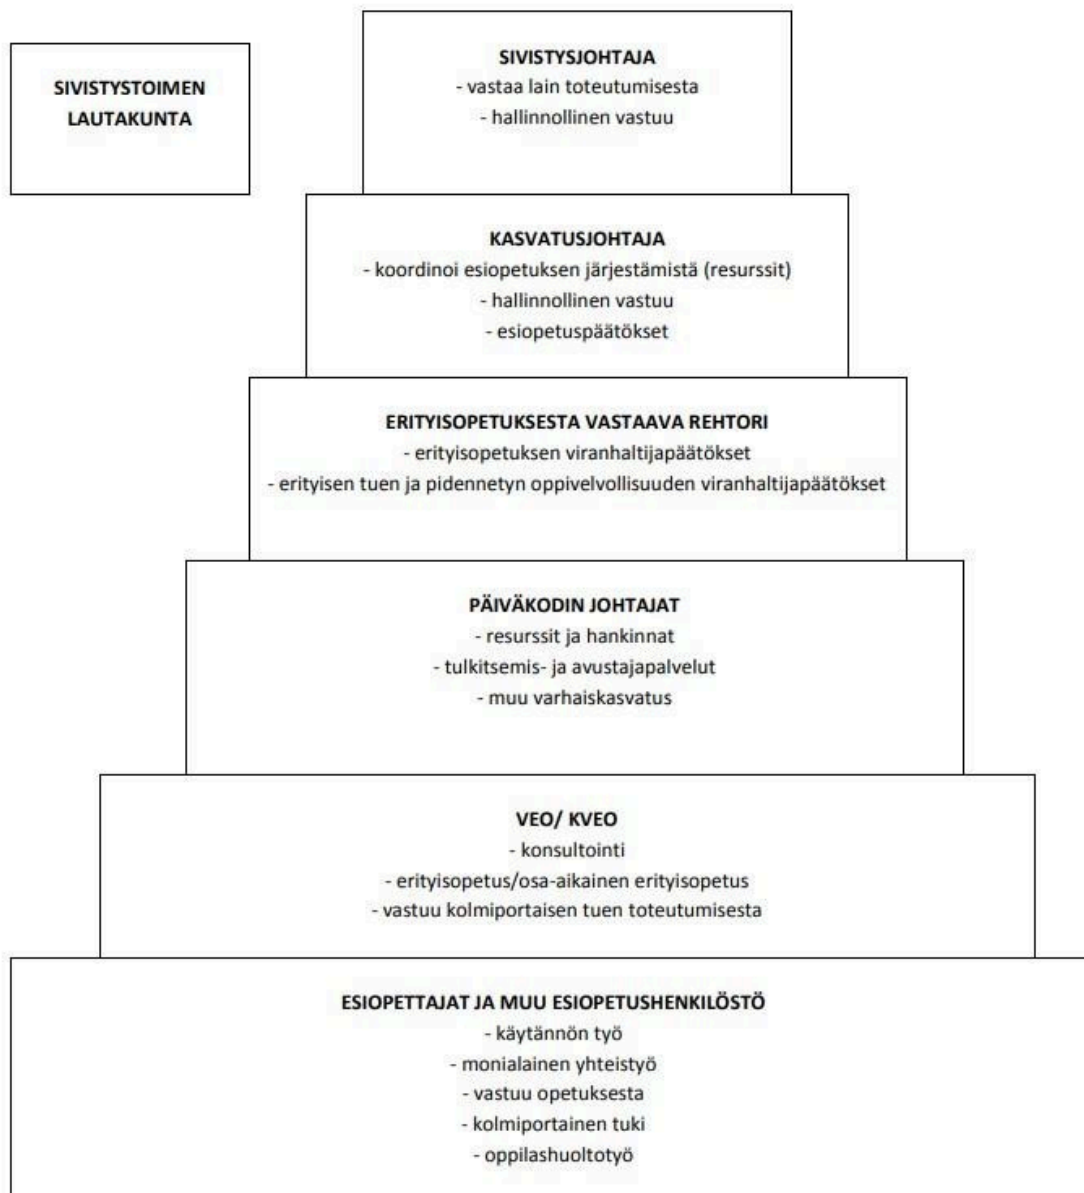 SIVISTYSTOIMEN
LAUTAKUNTA
SIVISTYSJOHTAJA
- vastaa lain toteutumisesta
- hallinnollinen vastuu
KASVATUSJOHTAJA
- koordinoi esiopetuksen järjestämistä (resurssit)
- hallinnollinen vastuu
- esiopetuspäätökset
ERITYISOPETUKSESTA VASTAAVA REHTORI
- erityisopetuksen viranhaltijapäätökset
- erityisen tuen ja pidennetyn oppivelvollisuuden viranhaltijapäätökset
PÄIVÄKODIN JOHTAJAT
- resurssit ja hankinnat
- tulkitsemis- ja avustajapalvelut
- muu varhaiskasvatus
VEO/ KVEO
- konsultointi
- erityisopetus/osa-aikainen erityisopetus
- vastuu kolmiportaisen tuen toteutumisesta
ESIOPETTAJAT JA MUU ESIOPETUSHENKILÖSTÖ
- käytännön työ
- monialainen yhteistyö
- vastuu opetuksesta
- kolmiportainen tuki
- oppilashuoltotyö